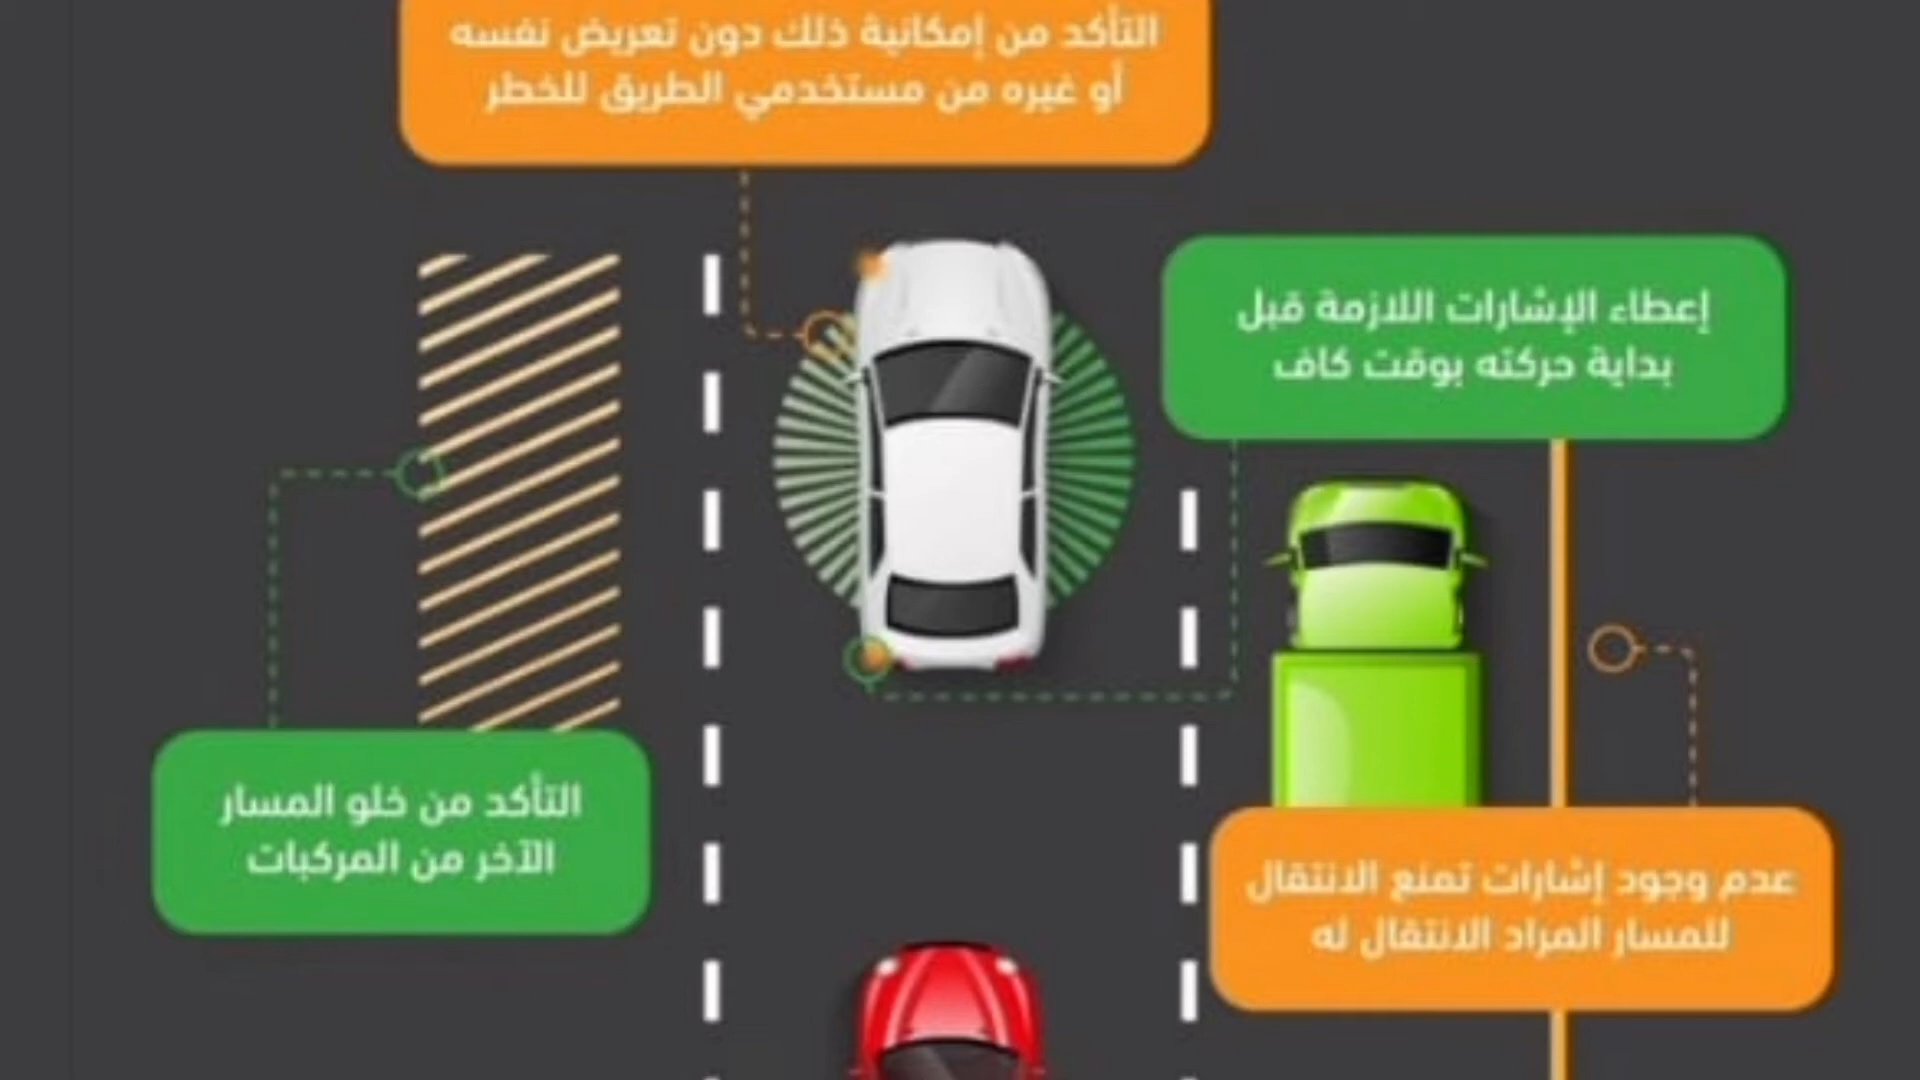 التأكد من إمكانية ذلك دون تعريض نفسه
أو غيره من مستخدمي الطريق للخطر
إعطاء الإشارات اللازمة قبل
بداية حركته بوقت كاف
التأكد من خلو المسار
الآخر من المركبات
عدم وجود إشارات تمنع الانتقال
للمسار المراد الانتقال له